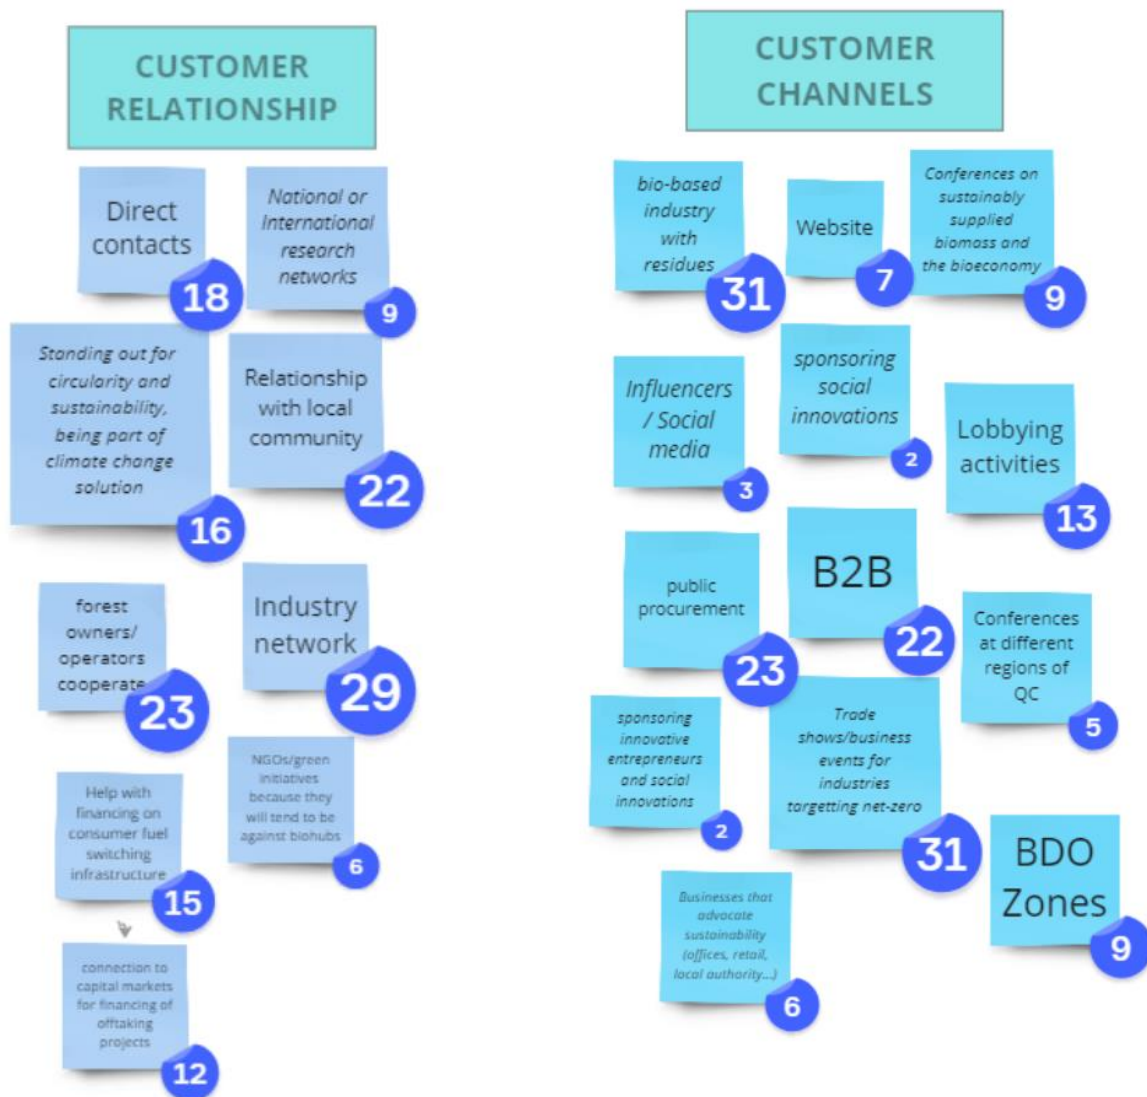 CUSTOMER
RELATIONSHIP
Direct
contacts
18
National or
International
research
networks
9
Standing out for
circularity and
sustainability,
being part of
climate change
solution
16
Relationship
with local
community
22
forest
owners/
operators
cooperate
23
Industry
network
29
Help with
financing on
consumer fuel
switching
infrastructure
15
NGOs/green
initiatives
because they
will tend to be
against biohubs
6
connection to
capital markets
for financing of
offtaking
projects
12
CUSTOMER
CHANNELS
bio-based
industry
with
residues
31
Website
7
Conferences on
sustainably
supplied
biomass and
the bioeconomy
9
Influencers
/ Social
media
3
sponsoring
social
innovations
2
Lobbying
activities
13
public
procurement
23
B2B
22
Conferences
at different
regions of
QC
5
sponsoring
innovative
entrepreneurs
and social
innovations
2
Trade
shows/business
events for
industries
targetting net-zero
31
BDO
Zones
9
Businesses that
advocate
sustainability
(offices, retail,
local authority...)
6